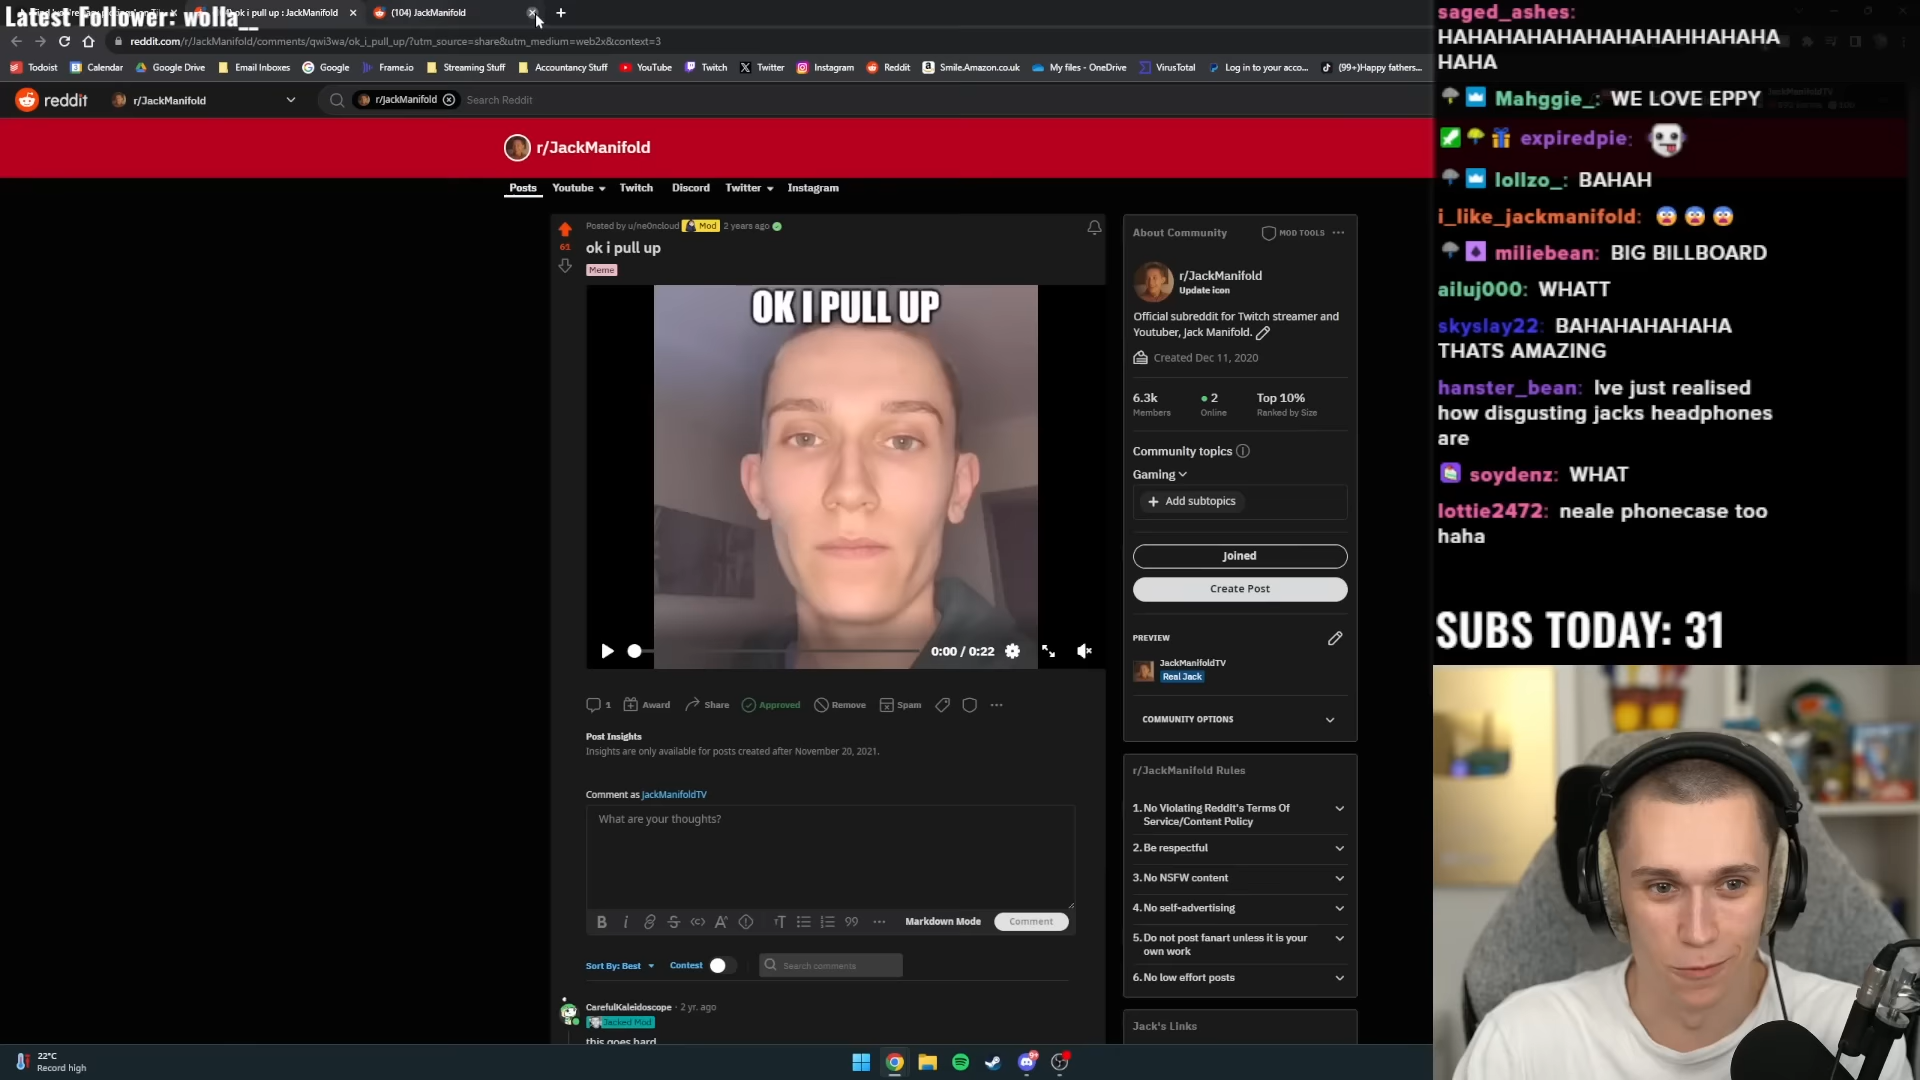 Latest Follower: wolla__
ok i pull up : JackManifold
(104) JackManifold
reddit.com/r/JackManifold/comments/qwi3wa/ok_i_pull_up/?utm_source=share&utm_medium=web2x&context=3
Todoist
Calendar
Google Drive
Email Inboxes
Google
Frame.io
Streaming Stuff
Accountancy Stuff
YouTube
Twitch
Twitter
Instagram
Reddit
Smile.Amazon.co.uk
My files - OneDrive
VirusTotal
Log in to your acco...
(99+)Happy fathers...
reddit
r/JackManifold
r/JackManifold
Search Reddit
r/JackManifold
Posts
Youtube
Twitch
Discord
Twitter
Instagram
61
Posted by u/ne0ncloud Mod 2 years ago
ok i pull up
Meme
OK I PULL UP
0:00 / 0:22
1
Award
Share
Approved
Remove
Spam
Post Insights
Insights are only available for posts created after November 20, 2021.
Comment as JackManifoldTV
What are your thoughts?
Markdown Mode
Comment
Sort By: Best
Contest
Search comments
CarefulKaleidoscope · 2 yr. ago
Jacked Mod
this goes hard
About Community
MOD TOOLS
r/JackManifold
Update icon
Official subreddit for Twitch streamer and
Youtuber, Jack Manifold.
Created Dec 11, 2020
6.3k
Members
2
Online
Top 10%
Ranked by Size
Community topics
Gaming
Add subtopics
Joined
Create Post
PREVIEW
JackManifoldTV
Real Jack
COMMUNITY OPTIONS
r/JackManifold Rules
1. No Violating Reddit's Terms Of
Service/Content Policy
2. Be respectful
3. No NSFW content
4. No self-advertising
5. Do not post fanart unless it is your
own work
6. No low effort posts
Jack's Links
saged_ashes:
HAHAHAHAHAHAHAHAHHAHAHA
HAHA
Mahggie_: WE LOVE EPPY
expiredpie:
lollzo_: BAHAH
i_like_jackmanifold:
miliebean: BIG BILLBOARD
ailuj000: WHATT
skyslay22: BAHAHAHAHAHA
THATS AMAZING
hanster_bean: Ive just realised
how disgusting jacks headphones
are
soydenz: WHAT
lottie2472: neale phonecase too
haha
SUBS TODAY: 31
22°C
Record high